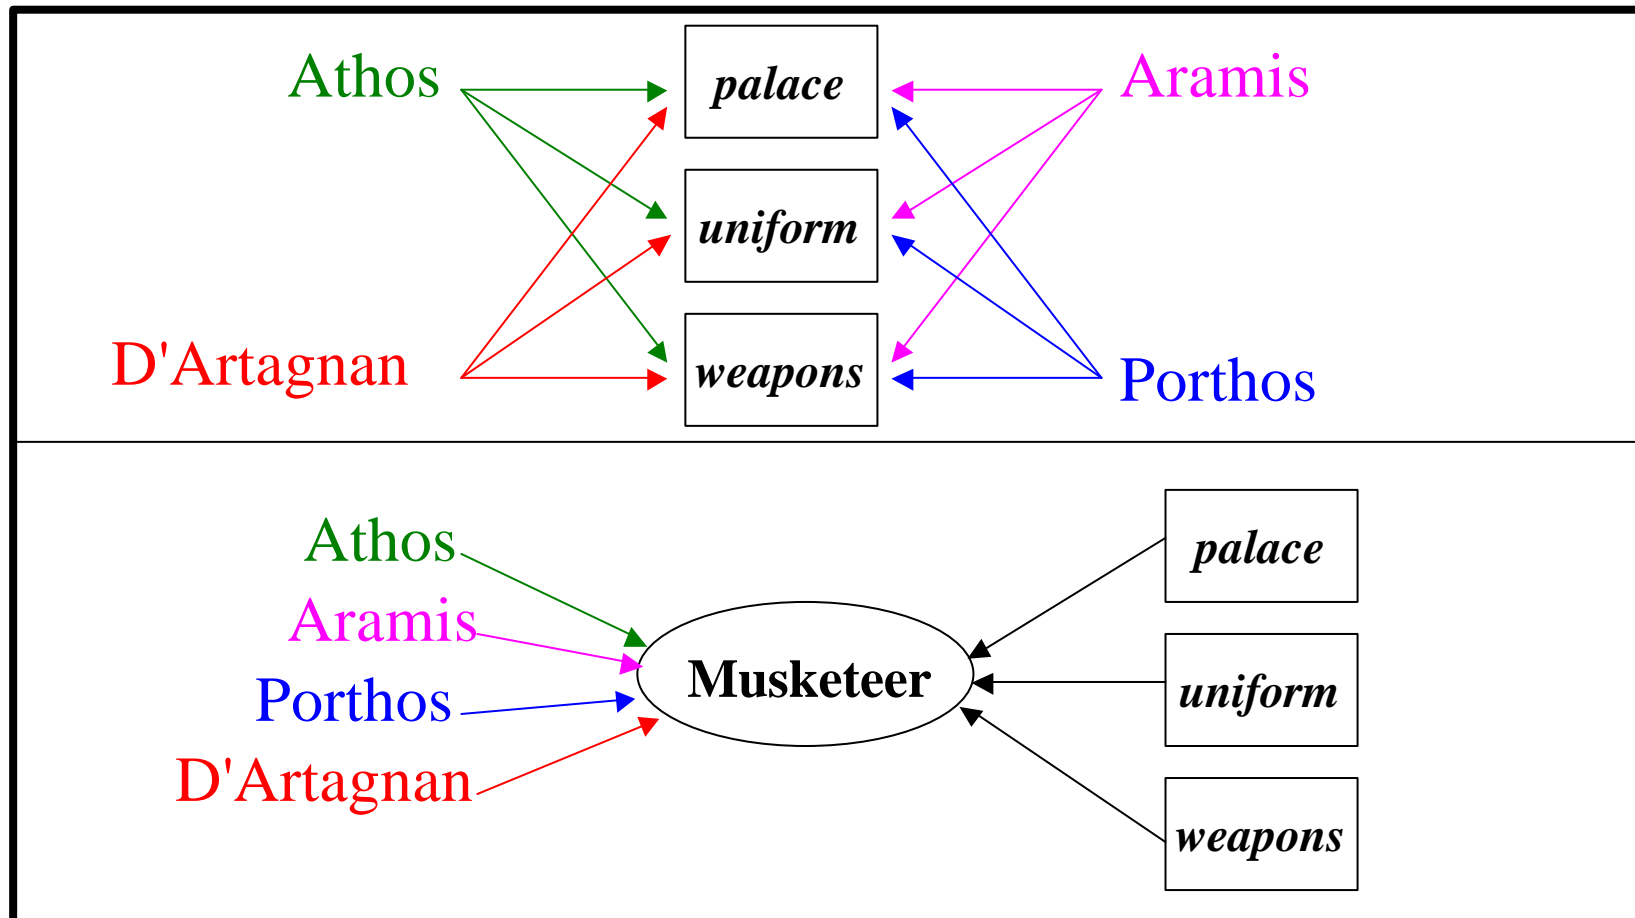 Athos
palace
Aramis
uniform
D'Artagnan
weapons
Porthos
Athos
Aramis
Porthos
D'Artagnan
Musketeer
palace
uniform
weapons